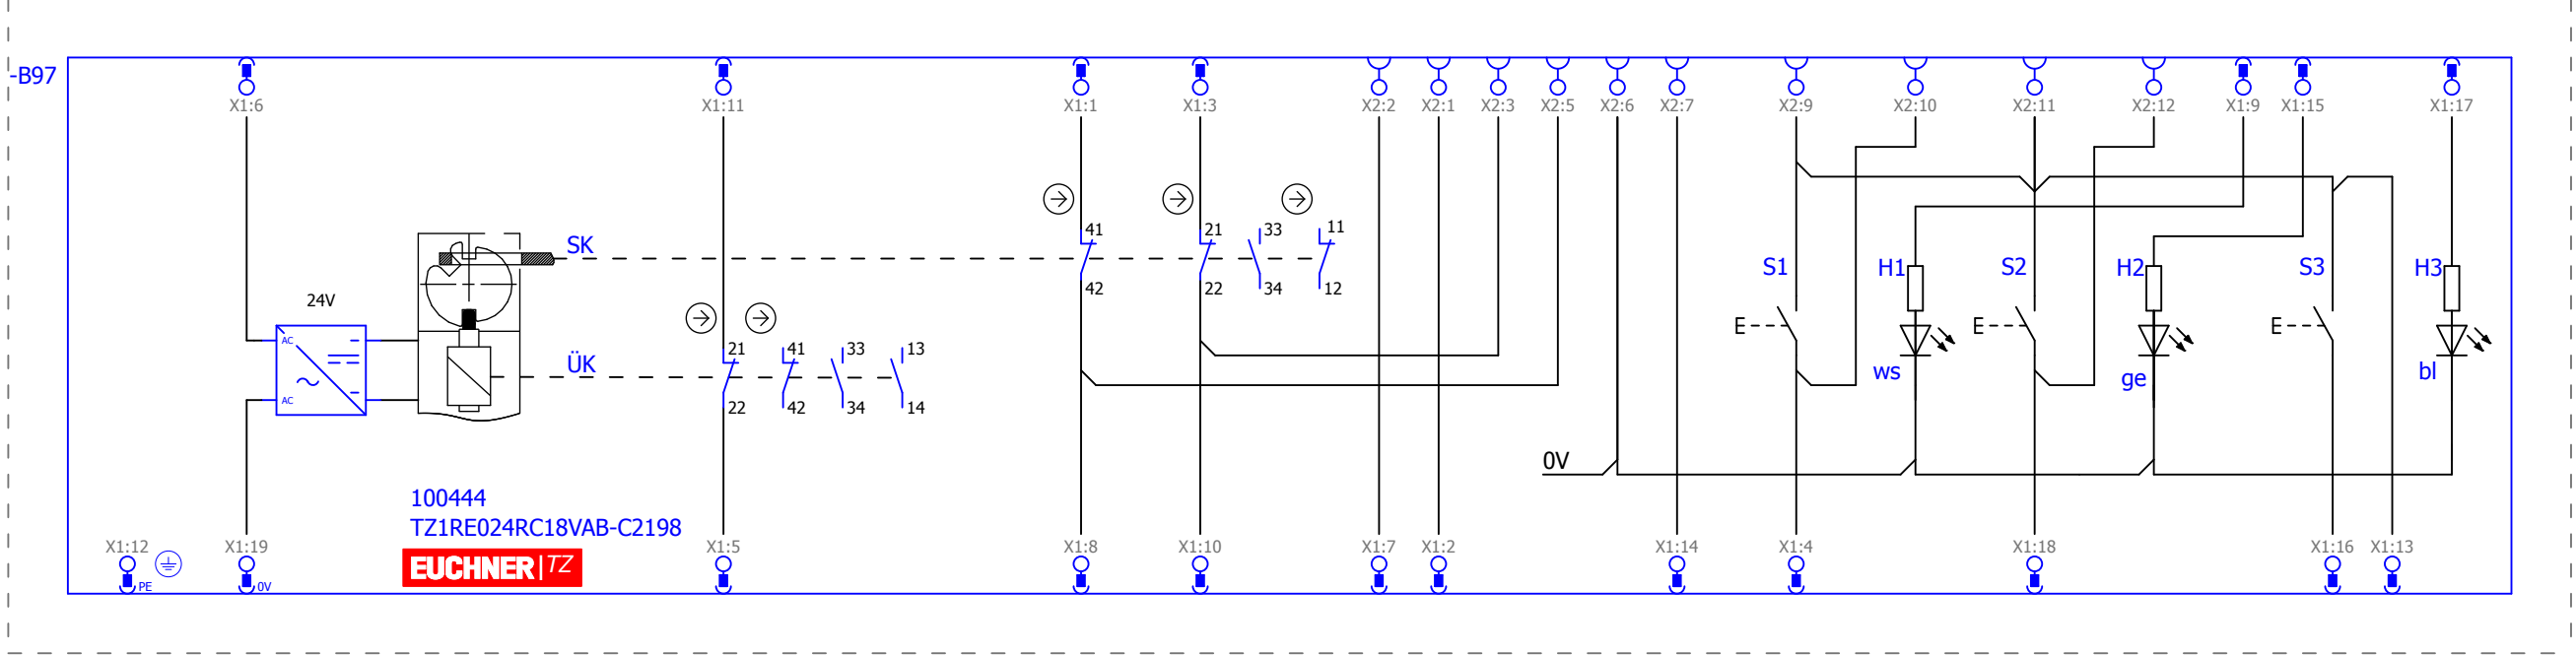 -B97
X1:6
X1:11
X1:1
X1:3
X2:2
X2:1
X2:3
X2:5
X2:6
X2:7
X2:9
X2:10
X2:11
X2:12
X1:9
X1:15
X1:17
SK
41
42
21
22
33
34
11
12
S1
H1
S2
H2
S3
H3
24V
AC
AC
ÜK
21
22
41
42
33
34
13
14
E
E
E
ws
ge
bl
0V
100444
TZ1RE024RC18VAB-C2198
EUCHNER TZ
X1:12
X1:19
X1:5
X1:8
X1:10
X1:7
X1:2
X1:14
X1:4
X1:18
X1:16
X1:13
PE
0V